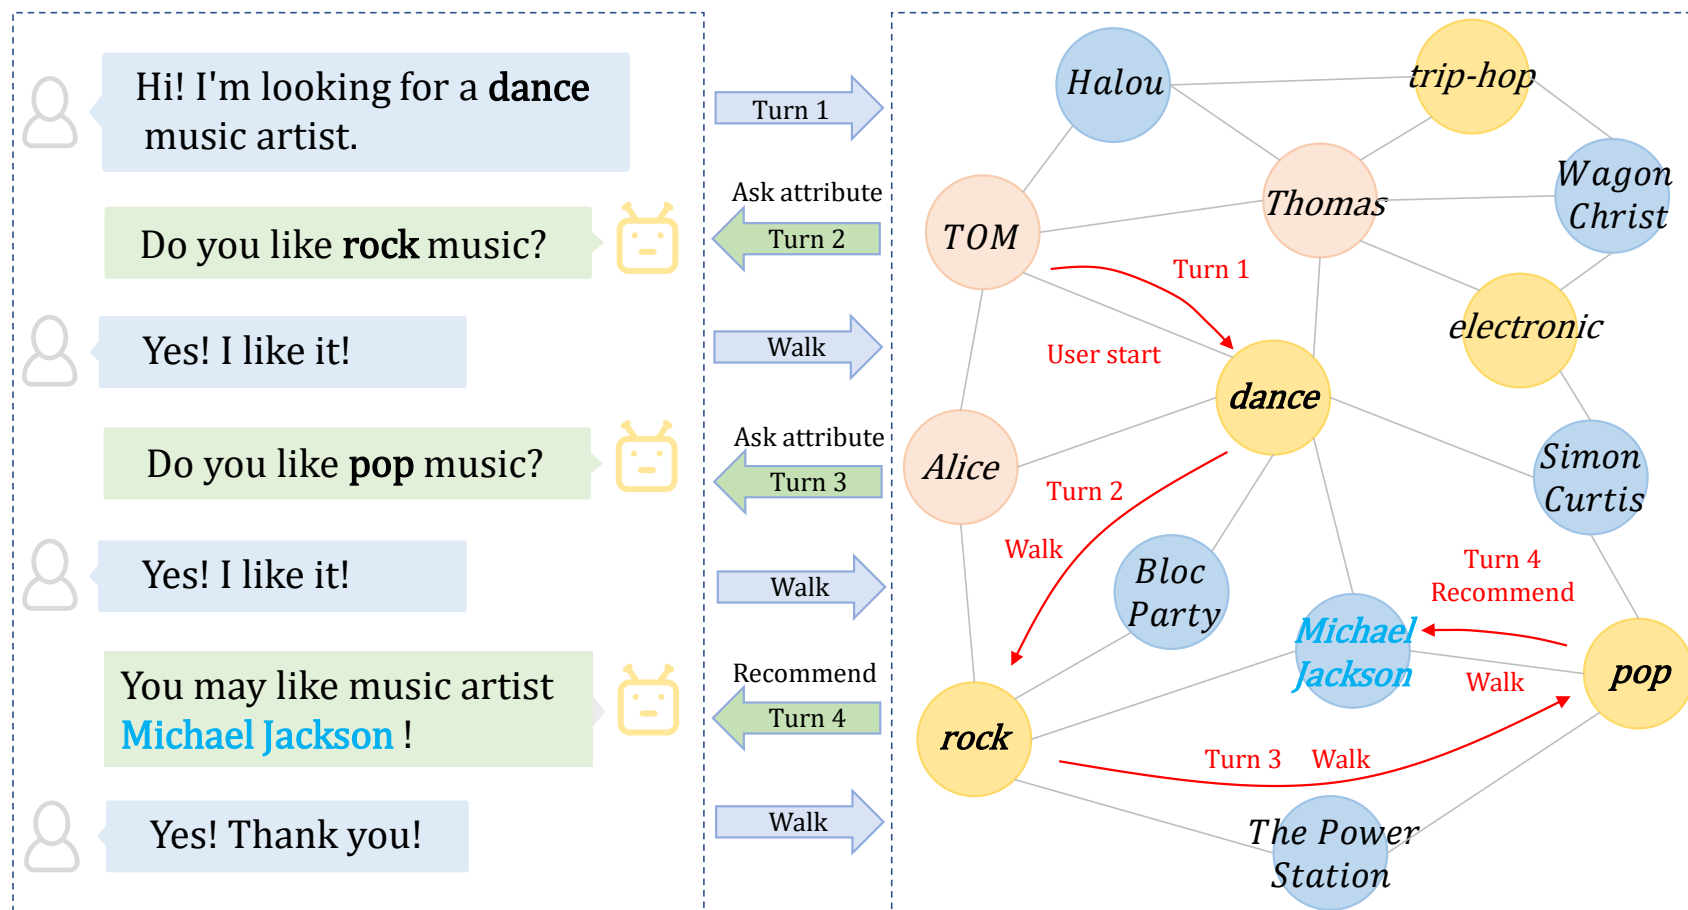 Hi! I'm looking for a dance
music artist.
Do you like rock music?
Yes! I like it!
Do you like pop music?
Yes! I like it!
You may like music artist
Michael Jackson !
Yes! Thank you!
Turn 1
Ask attribute
Turn 2
Walk
Ask attribute
Turn 3
Walk
Recommend
Turn 4
Walk
Halou
trip-hop
Thomas
Wagon
Christ
TOM
Turn 1
electronic
User start
dance
Alice
Simon
Curtis
Turn 2
Walk
Bloc
Party
Turn 4
Recommend
Michael
Jackson
Walk
pop
rock
Turn 3 Walk
The Power
Station